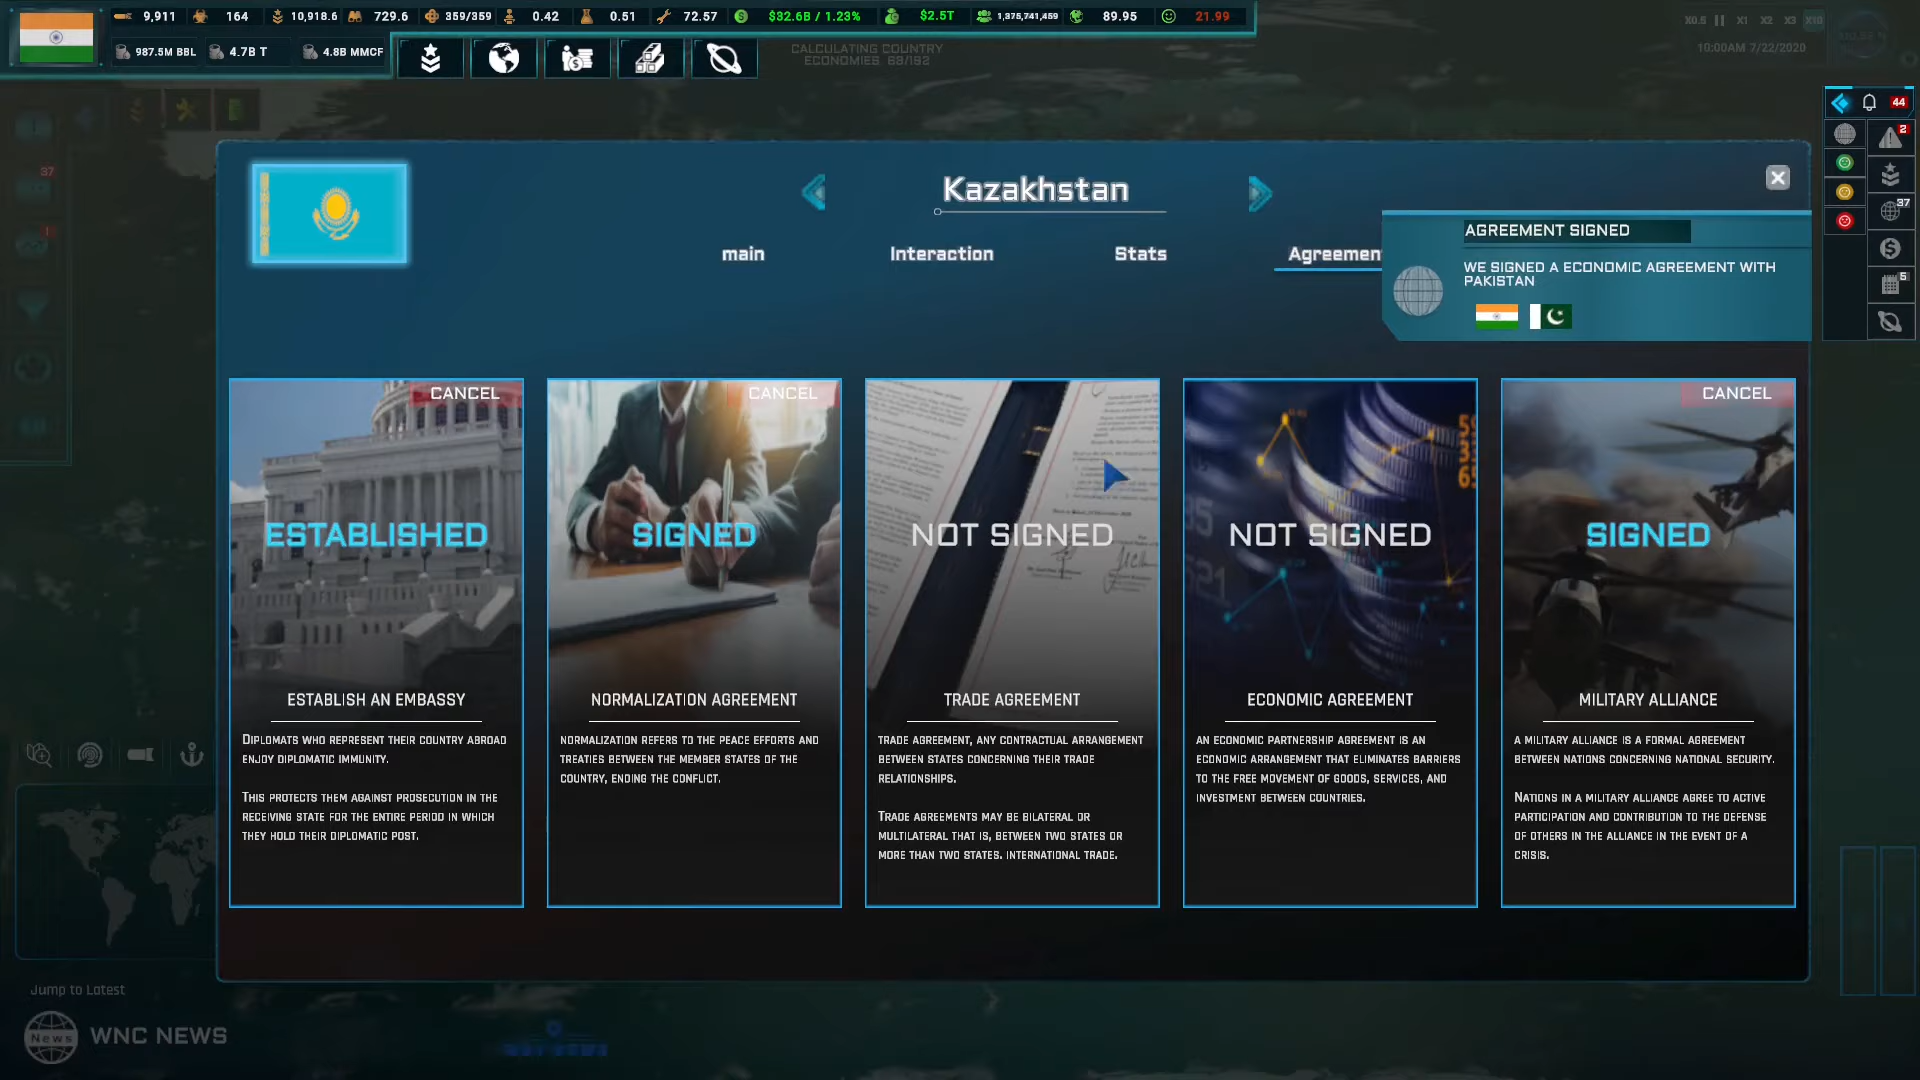 9,911
164
10,918.6
729.6
359/359
0.42
0.51
72.57
$32.6B / 1.23%
$2.5T
1,375,741,459
89.95
21.99
987.5M BBL
4.7B T
4.8B MMCF
CALCULATING COUNTRY
ECONOMIES 68/192
X0.5 X1 X2 X3 X10
10:00AM 7/22/2020
44
2
37
5
37
Kazakhstan
main
Interaction
Stats
Agreemen
AGREEMENT SIGNED
WE SIGNED A ECONOMIC AGREEMENT WITH
PAKISTAN
CANCEL
ESTABLISHED
ESTABLISH AN EMBASSY
DIPLOMATS WHO REPRESENT THEIR COUNTRY ABROAD
ENJOY DIPLOMATIC IMMUNITY.
THIS PROTECTS THEM AGAINST PROSECUTION IN THE
RECEIVING STATE FOR THE ENTIRE PERIOD IN WHICH
THEY HOLD THEIR DIPLOMATIC POST.
CANCEL
SIGNED
NORMALIZATION AGREEMENT
NORMALIZATION REFERS TO THE PEACE EFFORTS AND
TREATIES BETWEEN THE MEMBER STATES OF THE
COUNTRY, ENDING THE CONFLICT.
NOT SIGNED
TRADE AGREEMENT
TRADE AGREEMENT, ANY CONTRACTUAL ARRANGEMENT
BETWEEN STATES CONCERNING THEIR TRADE
RELATIONSHIPS.
TRADE AGREEMENTS MAY BE BILATERAL OR
MULTILATERAL THAT IS, BETWEEN TWO STATES OR
MORE THAN TWO STATES. INTERNATIONAL TRADE.
NOT SIGNED
ECONOMIC AGREEMENT
AN ECONOMIC PARTNERSHIP AGREEMENT IS AN
ECONOMIC ARRANGEMENT THAT ELIMINATES BARRIERS
TO THE FREE MOVEMENT OF GOODS, SERVICES, AND
INVESTMENT BETWEEN COUNTRIES.
CANCEL
SIGNED
MILITARY ALLIANCE
A MILITARY ALLIANCE IS A FORMAL AGREEMENT
BETWEEN NATIONS CONCERNING NATIONAL SECURITY.
NATIONS IN A MILITARY ALLIANCE AGREE TO ACTIVE
PARTICIPATION AND CONTRIBUTION TO THE DEFENSE
OF OTHERS IN THE ALLIANCE IN THE EVENT OF A
CRISIS.
Jump to Latest
News
WNC NEWS